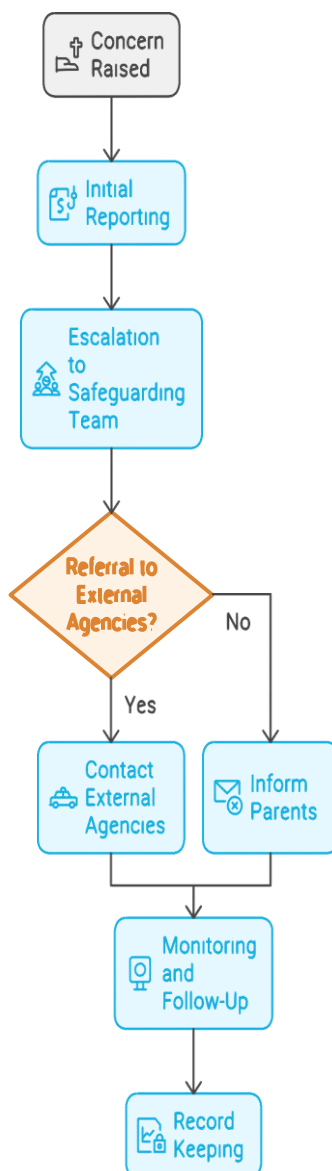 Concern
Raised
Initial
Reporting
Escalation
to
Safeguarding
Team
Referral to
External
Agencies?
No
Yes
Contact
External
Agencies
Inform
Parents
Monitoring
and
Follow-Up
Record
Keeping